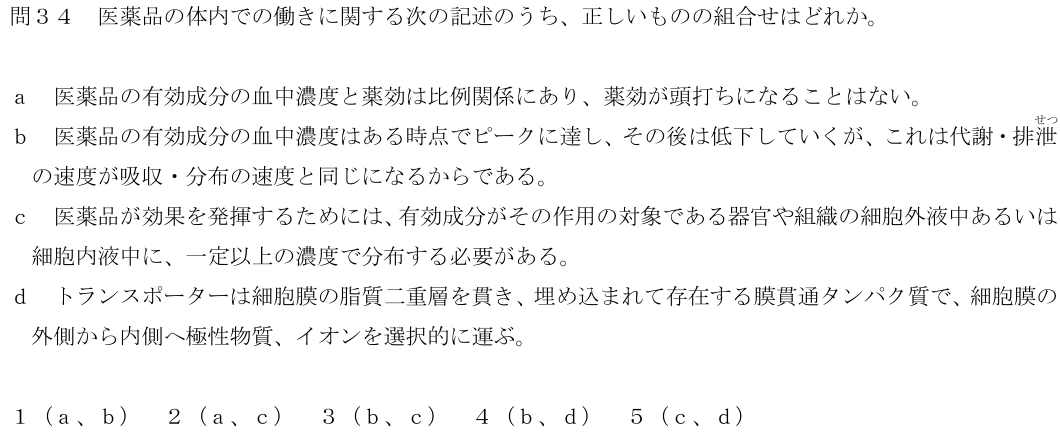 問３４　医薬品の体内での働きに関する次の記述のうち、正しいものの組合せはどれか。
a　医薬品の有効成分の血中濃度と薬効は比例関係にあり、薬効が頭打ちになることはない。
b　医薬品の有効成分の血中濃度はある時点でピークに達し、その後は低下していくが、これは代謝・排泄せつ
の速度が吸収・分布の速度と同じになるからである。
c　医薬品が効果を発揮するためには、有効成分がその作用の対象である器官や組織の細胞外液中あるいは
細胞内液中に、一定以上の濃度で分布する必要がある。
d　トランスポーターは細胞膜の脂質二重層を貫き、埋め込まれて存在する膜貫通タンパク質で、細胞膜の
外側から内側へ極性物質、イオンを選択的に運ぶ。
１（a、b）　２（a、c）　３（b、c）　４（b、d）　５（c、d）